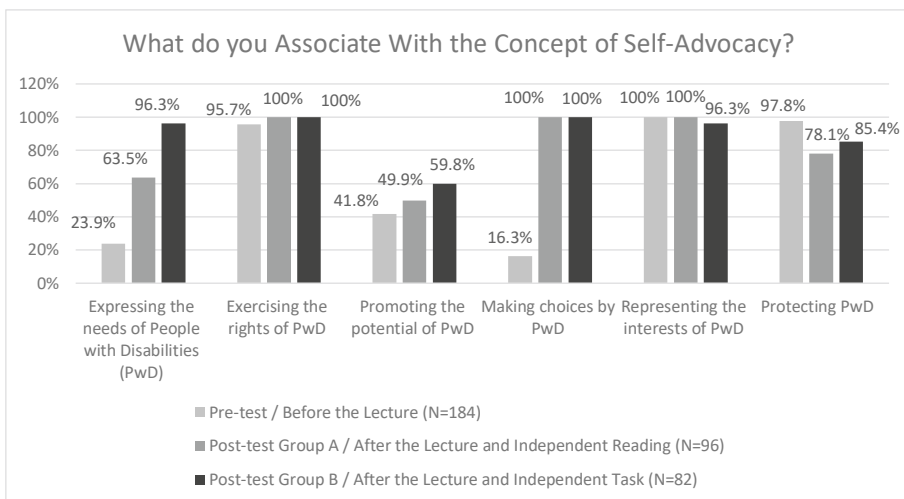 What do you Associate With the Concept of Self-Advocacy?
120%
100%
80%
60%
40%
20%
0%
23.9%
63.5%
96.3%
95.7%
100%
100%
41.8%
49.9%
59.8%
16.3%
100%
100%
100%
100%
96.3%
97.8%
78.1%
85.4%
Expressing the
needs of People
with Disabilities
(PwD)
Exercising the
rights of PwD
Promoting the
potential of PwD
Making choices by
PwD
Representing the
interests of PwD
Protecting PwD
Pre-test / Before the Lecture (N=184)
Post-test Group A / After the Lecture and Independent Reading (N=96)
Post-test Group B / After the Lecture and Independent Task (N=82)